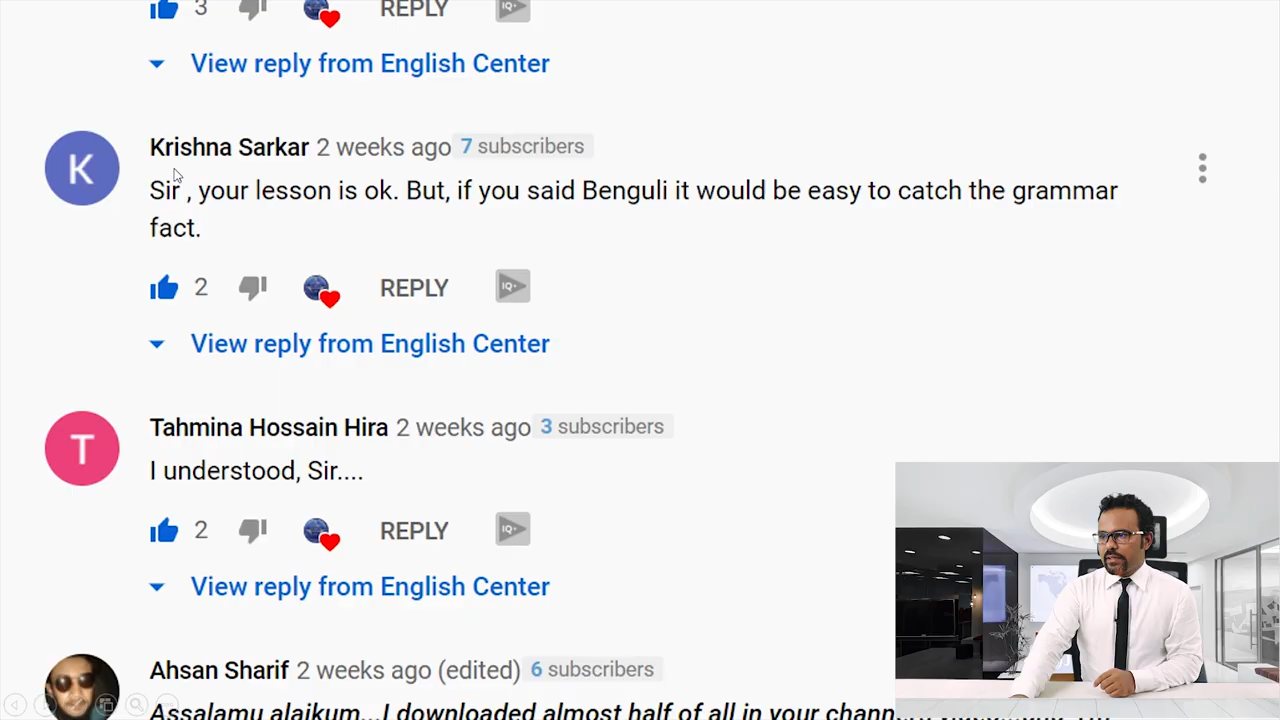 3 REPLY IQ+
View reply from English Center
K
Krishna Sarkar 2 weeks ago 7 subscribers
Sir , your lesson is ok. But, if you said Benguli it would be easy to catch the grammar
fact.
2 REPLY IQ+
View reply from English Center
T
Tahmina Hossain Hira 2 weeks ago 3 subscribers
I understood, Sir....
2 REPLY IQ+
View reply from English Center
Ahsan Sharif 2 weeks ago (edited) 6 subscribers
Assalamu alaikum...I downloaded almost half of all in your